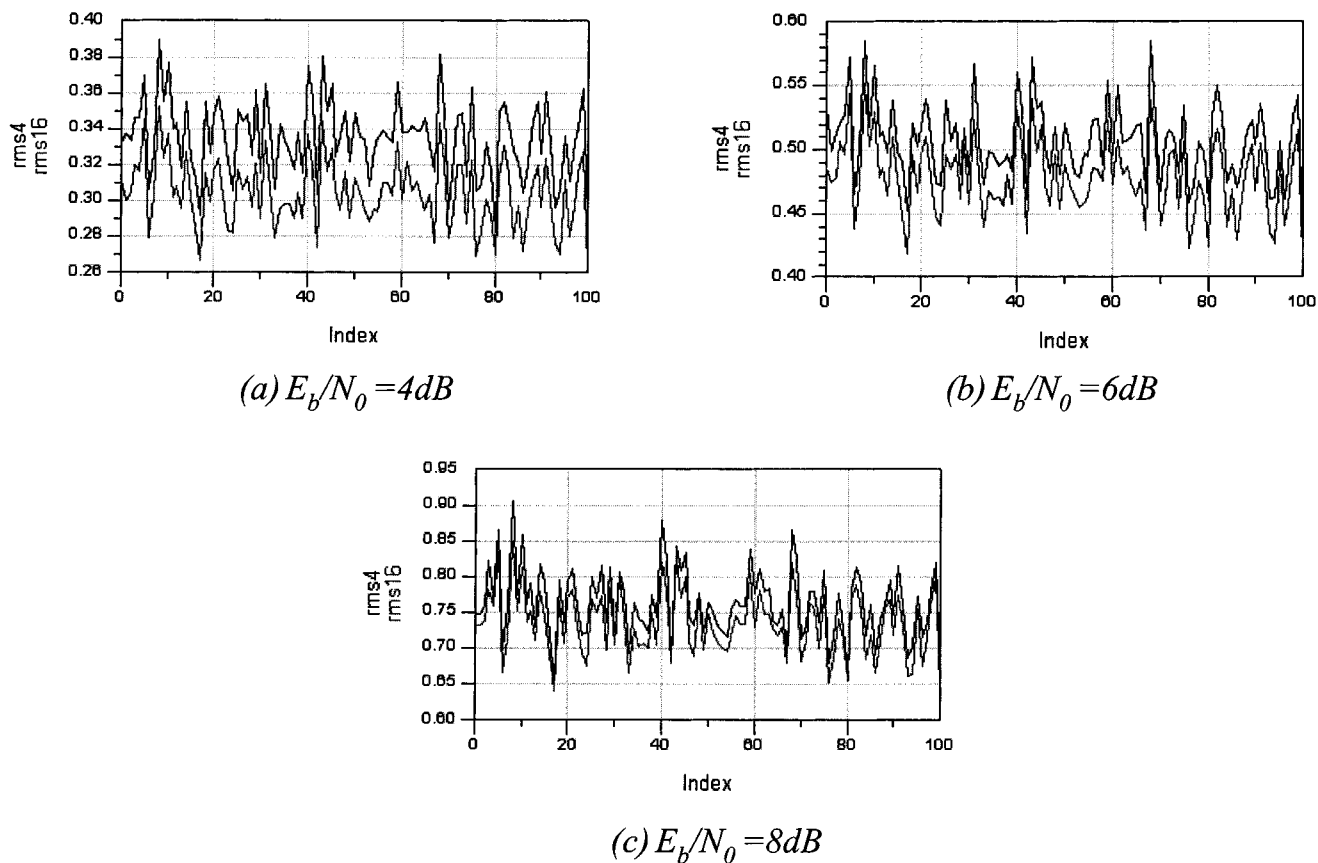 0.40
0.38
0.36
0.34
0.32
0.30
0.28
0.26
rms4
rms16
0 20 40 60 80 100
Index
(a) E_b/N_0 =4dB
0.60
0.55
0.50
0.45
0.40
rms4
rms16
0 20 40 60 80 100
Index
(b) E_b/N_0 =6dB
0.95
0.90
0.85
0.80
0.75
0.70
0.65
0.60
rms4
rms16
0 20 40 60 80 100
Index
(c) E_b/N_0 =8dB